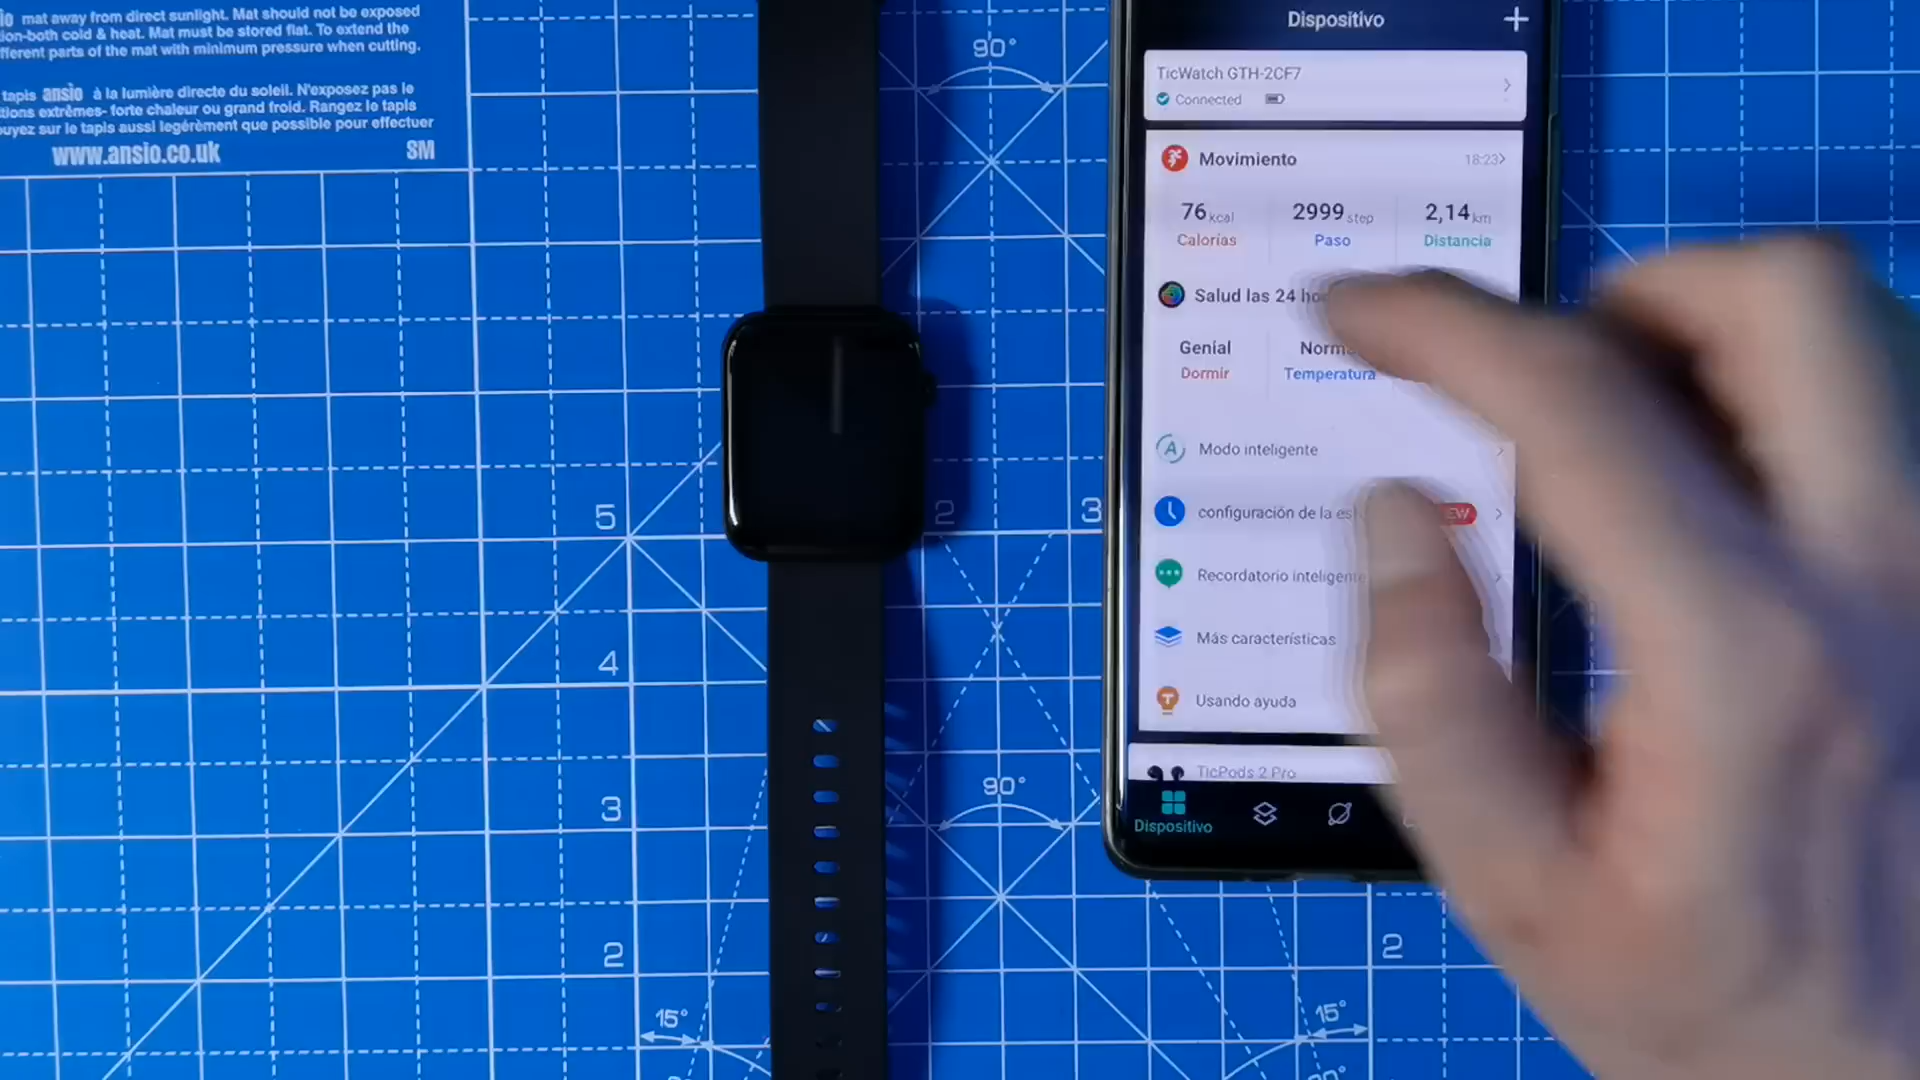 io mat away from direct sunlight. Mat should not be exposed
ion-both cold & heat. Mat must be stored flat. To extend the
fferent parts of the mat with minimum pressure when cutting.
tapis ansio à la lumière directe du soleil. N'exposez pas le
tions extrêmes- forte chaleur ou grand froid. Rangez le tapis
ouyez sur le tapis aussi legérèment que possible pour effectuer
www.ansio.co.uk SM
Dispositivo +
TicWatch GTH-2CF7
Connected
Movimiento 18:23
76 kcal 2999 step 2,14 km
Calorías Paso Distancia
Salud las 24
Genial
Dormir Temperatura
Modo inteligente
configuración de la
Recordatorio inteligente
Más características
Usando ayuda
TicPods 2 Pro
Dispositivo
90°
5
2
3
4
90°
3
2
2
15°
15°